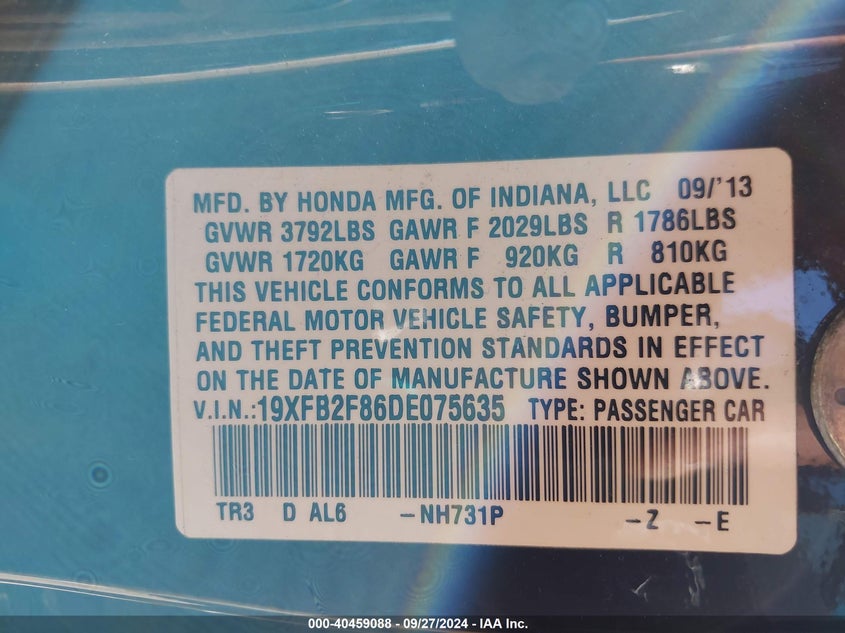 MFD. BY HONDA MFG. OF INDIANA, LLC 09/'13
GVWR 3792LBS GAWR F 2029LBS R 1786LBS
GVWR 1720KG GAWR F 920KG R 810KG
THIS VEHICLE CONFORMS TO ALL APPLICABLE
FEDERAL MOTOR VEHICLE SAFETY, BUMPER,
AND THEFT PREVENTION STANDARDS IN EFFECT
ON THE DATE OF MANUFACTURE SHOWN ABOVE.
V.I.N.:19XFB2F86DE075635 TYPE: PASSENGER CAR
TR3 D AL6 -NH731P -Z -E
000-40459088 - 09/27/2024 - IAA Inc.